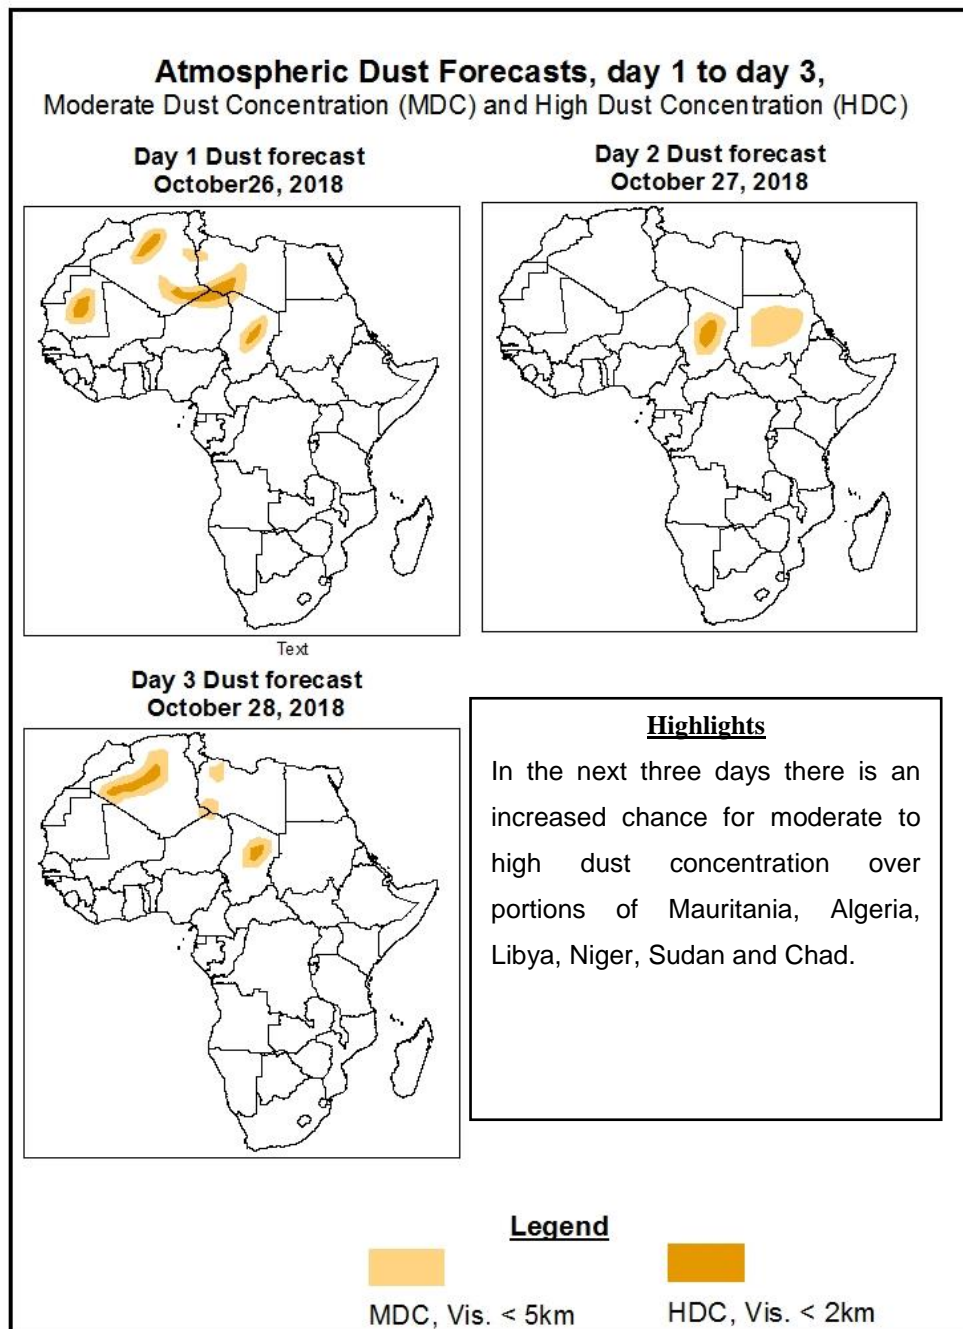 Atmospheric Dust Forecasts, day 1 to day 3,
Moderate Dust Concentration (MDC) and High Dust Concentration (HDC)
Day 1 Dust forecast
October26, 2018
Day 2 Dust forecast
October 27, 2018
Text
Day 3 Dust forecast
October 28, 2018
Highlights
In the next three days there is an
increased chance for moderate to
high dust concentration over
portions of Mauritania, Algeria,
Libya, Niger, Sudan and Chad.
Legend
MDC, Vis. < 5km
HDC, Vis. < 2km